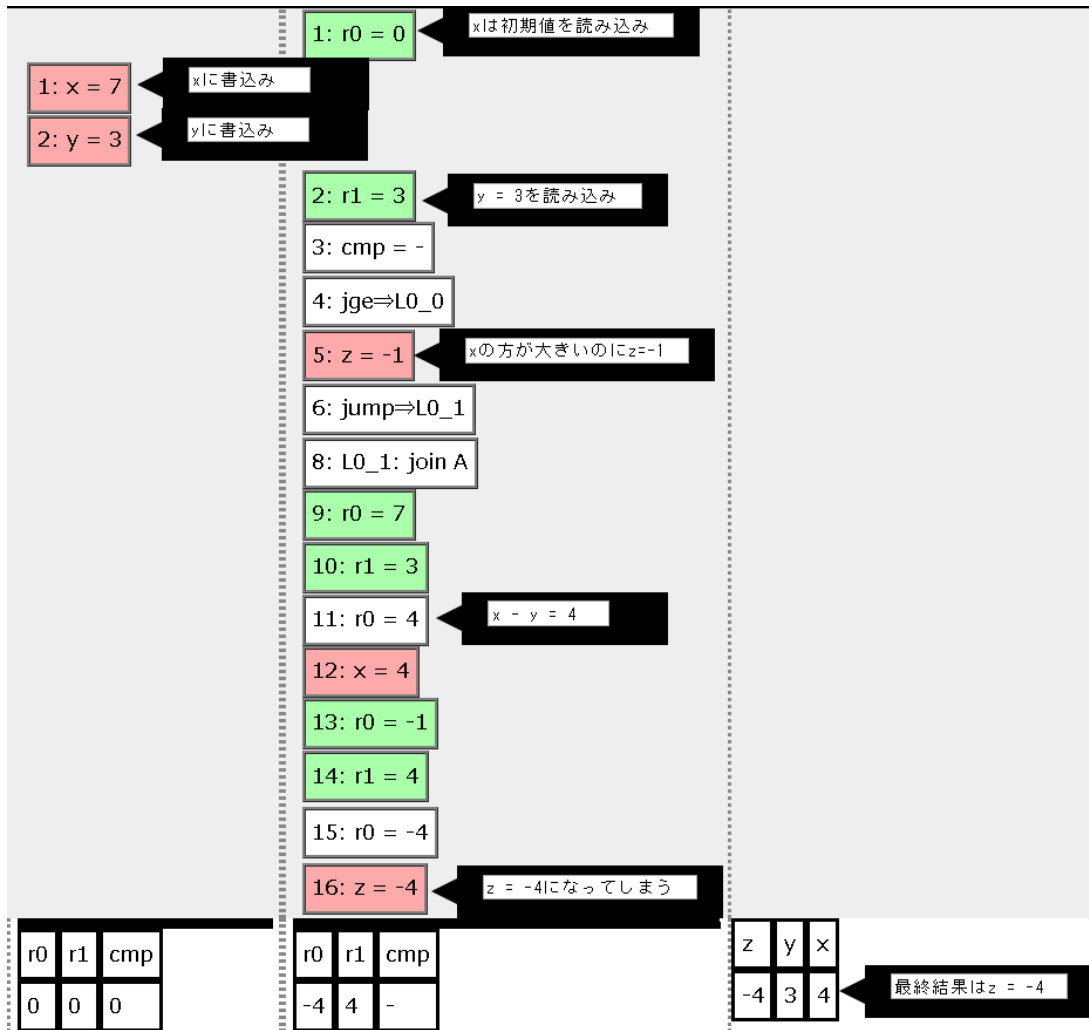 1: r0 = 0
xは初期値を読み込み
1: x = 7
xに書込み
2: y = 3
yに書込み
2: r1 = 3
y = 3を読み込み
3: cmp = -
4: jge⇒L0_0
5: z = -1
xの方が大きいのにz=-1
6: jump⇒L0_1
8: L0_1: join A
9: r0 = 7
10: r1 = 3
11: r0 = 4
x - y = 4
12: x = 4
13: r0 = -1
14: r1 = 4
15: r0 = -4
16: z = -4
z = -4になってしまう
r0 r1 cmp
0 0 0
r0 r1 cmp
-4 4 -
z y x
-4 3 4
最終結果はz = -4